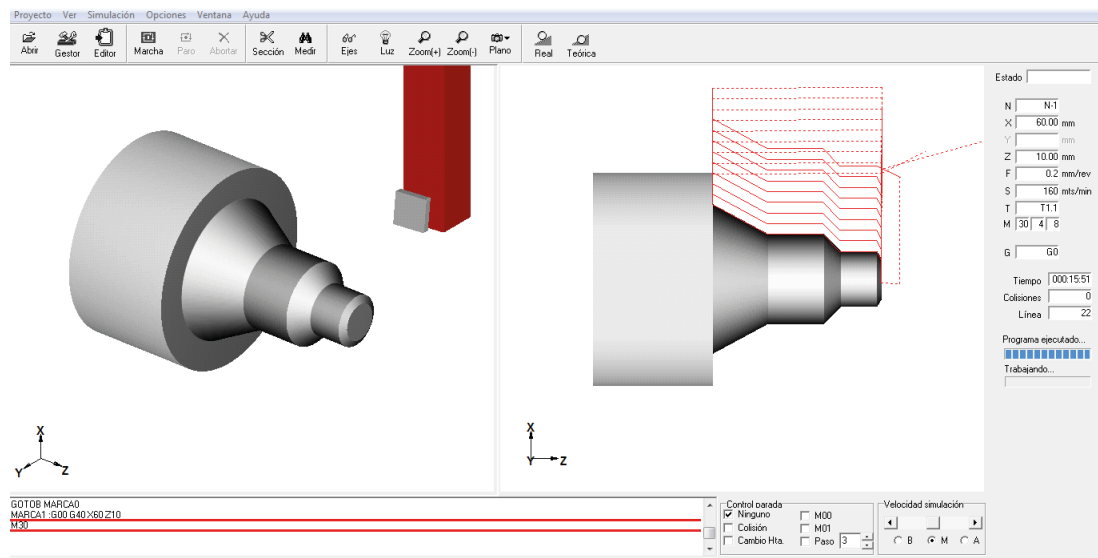 Proyecto Ver Simulación Opciones Ventana Ayuda
Abrir Gestor Editor Marcha Paro Abortar Sección Medir Ejes Luz Zoom(+) Zoom(-) Plano Real Teórica
Estado
N N-1
X 60.00 mm
Y mm
Z 10.00 mm
F 0.2 mm/rev
S 160 mts/min
T T1.1
M 30 4 8
G G0
Tiempo 000:15:51
Colisiones 0
Línea 22
Programa ejecutado...
Trabajando...
X
Y
Z
X
Y
Z
GOTOB MARCA0
MARCA1 :G00 G40 X60 Z10
M30
Control parada
Ninguno M00
Colisión M01
Cambio Hta. Paso 3
Velocidad simulación
B M A